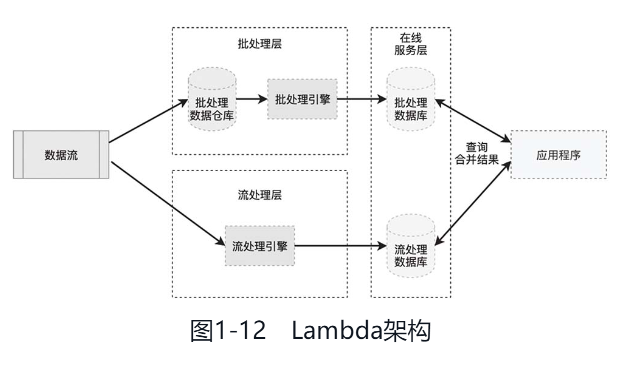 批处理层
在线
服务层
批处理
数据仓库
批处理引擎
批处理
数据库
数据流
查询
合并结果
应用程序
流处理层
流处理引擎
流处理
数据库
图1-12 Lambda架构